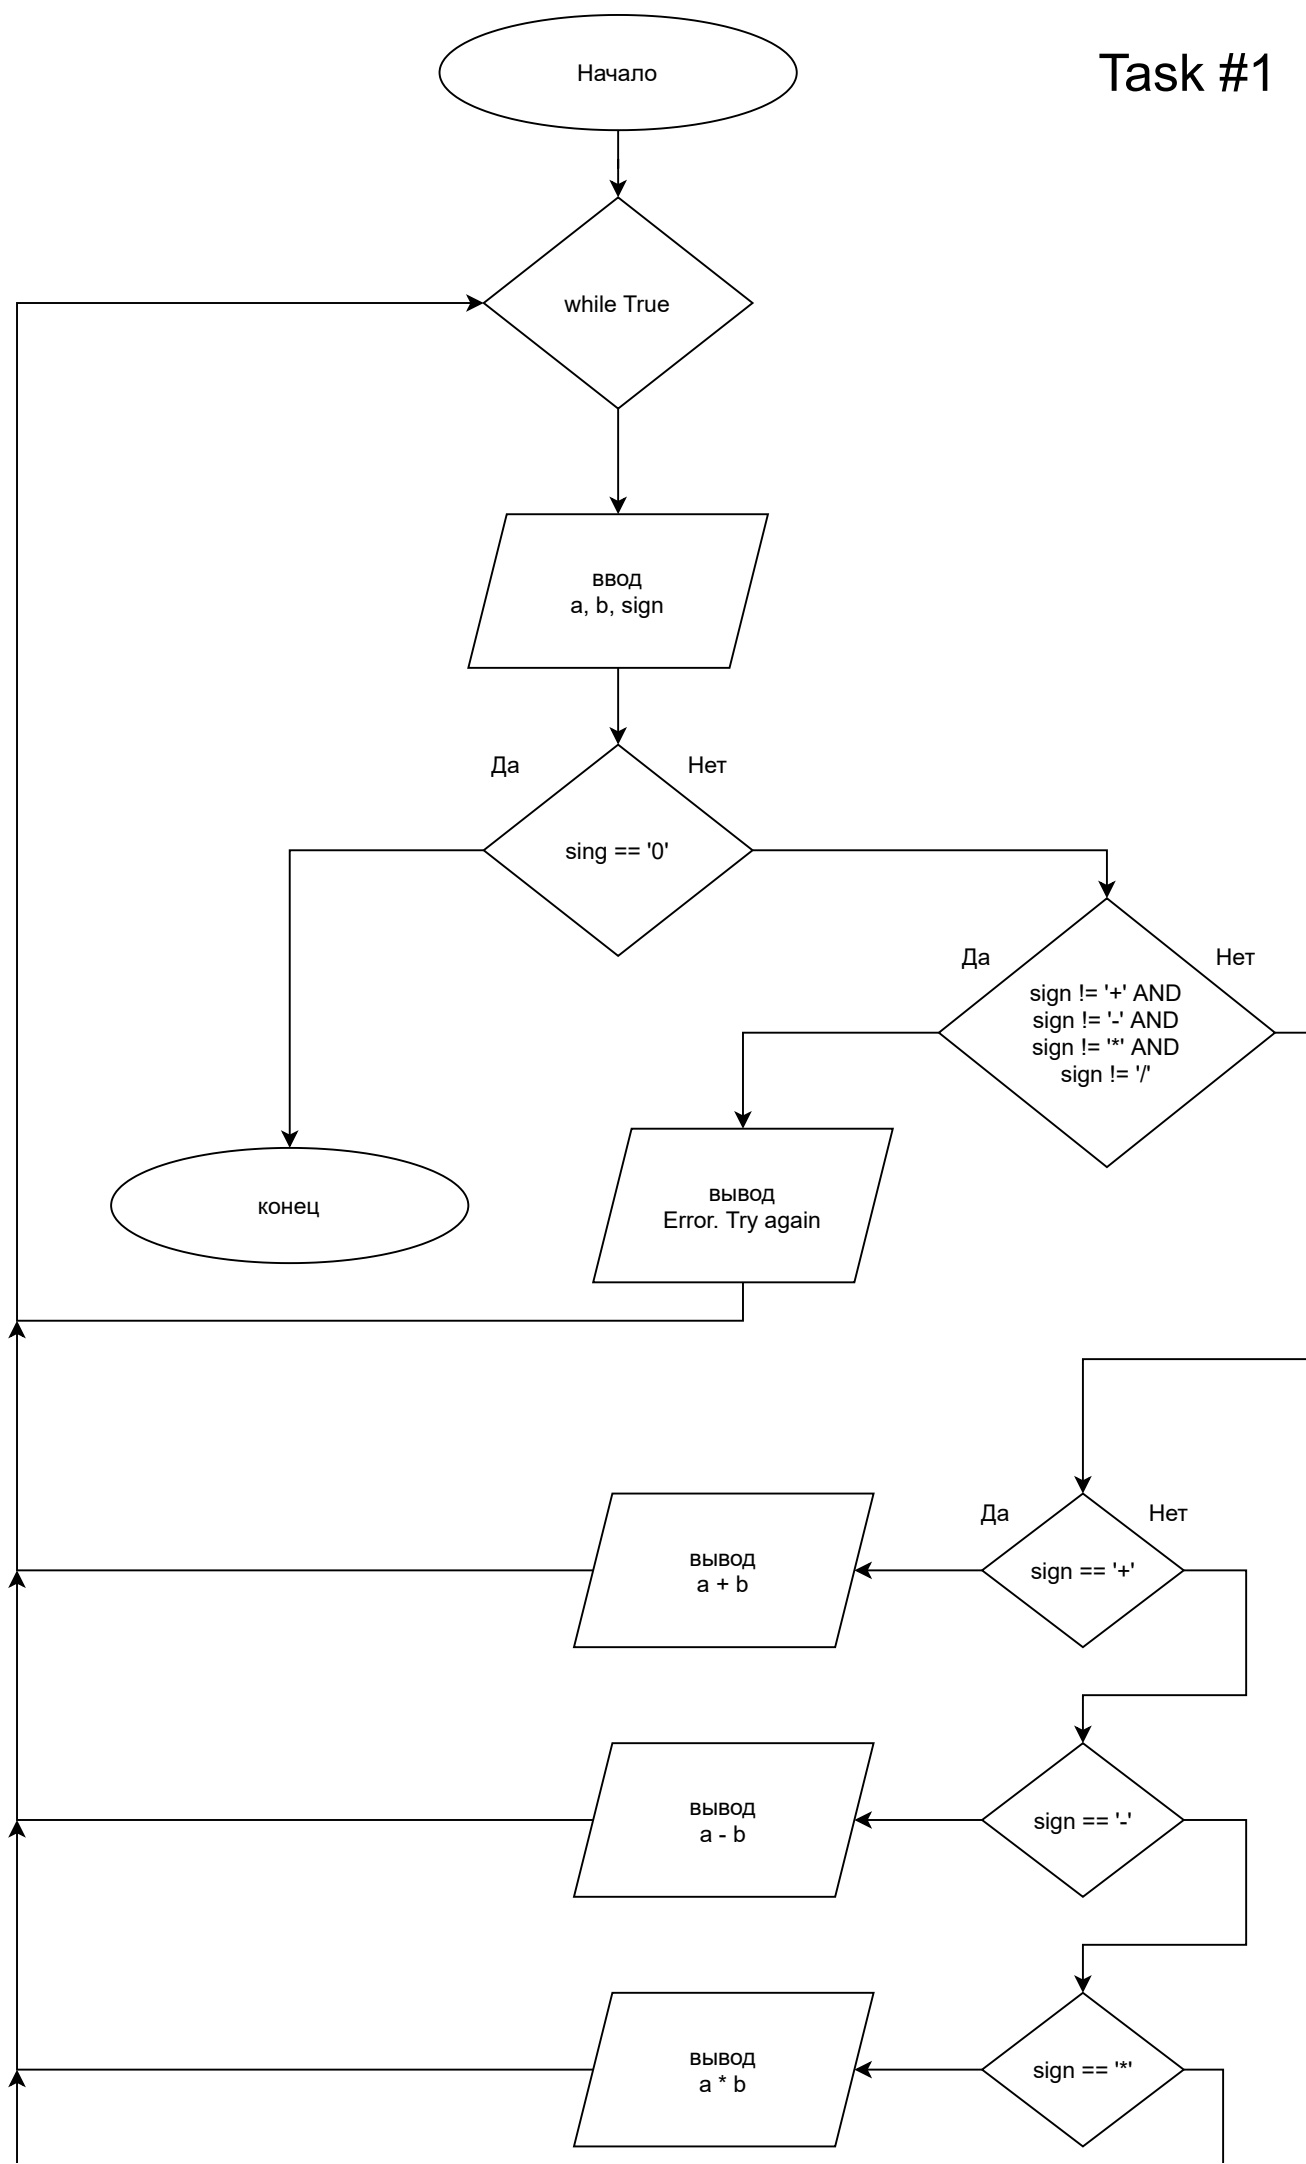 Начало
Task #1
while True
ввод
a, b, sign
Да
Нет
sing == '0'
Да
Нет
sign != '+' AND
sign != '-' AND
sign != '*' AND
sign != '/'
конец
вывод
Error. Try again
Да
Нет
вывод
a + b
sign == '+'
вывод
a - b
sign == '-'
вывод
a * b
sign == '*'